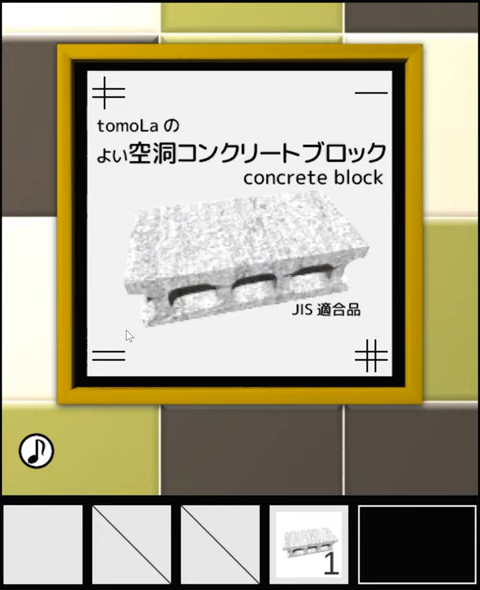 tomoLa の
よい空洞コンクリートブロック
concrete block
JIS 適合品
1